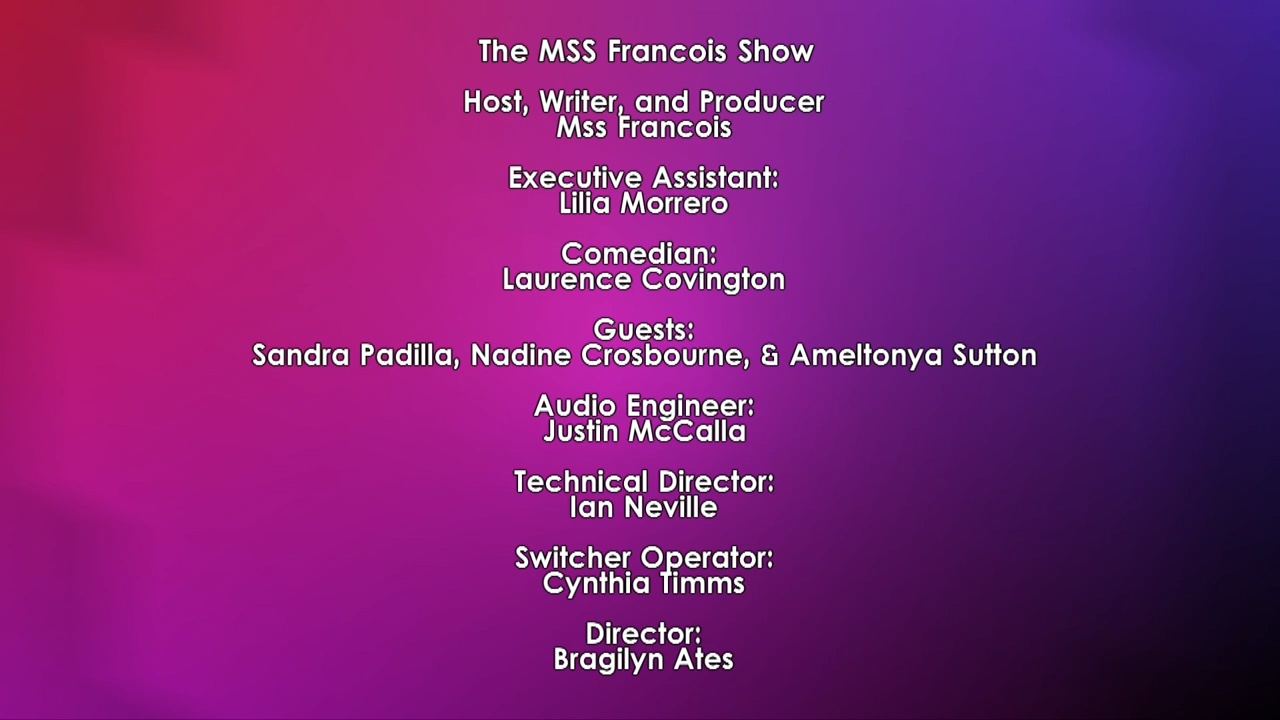 The MSS Francois Show
Host, Writer, and Producer
Mss Francois
Executive Assistant:
Lilia Morrero
Comedian:
Laurence Covington
Guests:
Sandra Padilla, Nadine Crosbourne, & Ameltonya Sutton
Audio Engineer:
Justin McCalla
Technical Director:
Ian Neville
Switcher Operator:
Cynthia Timms
Director:
Bragilyn Ates